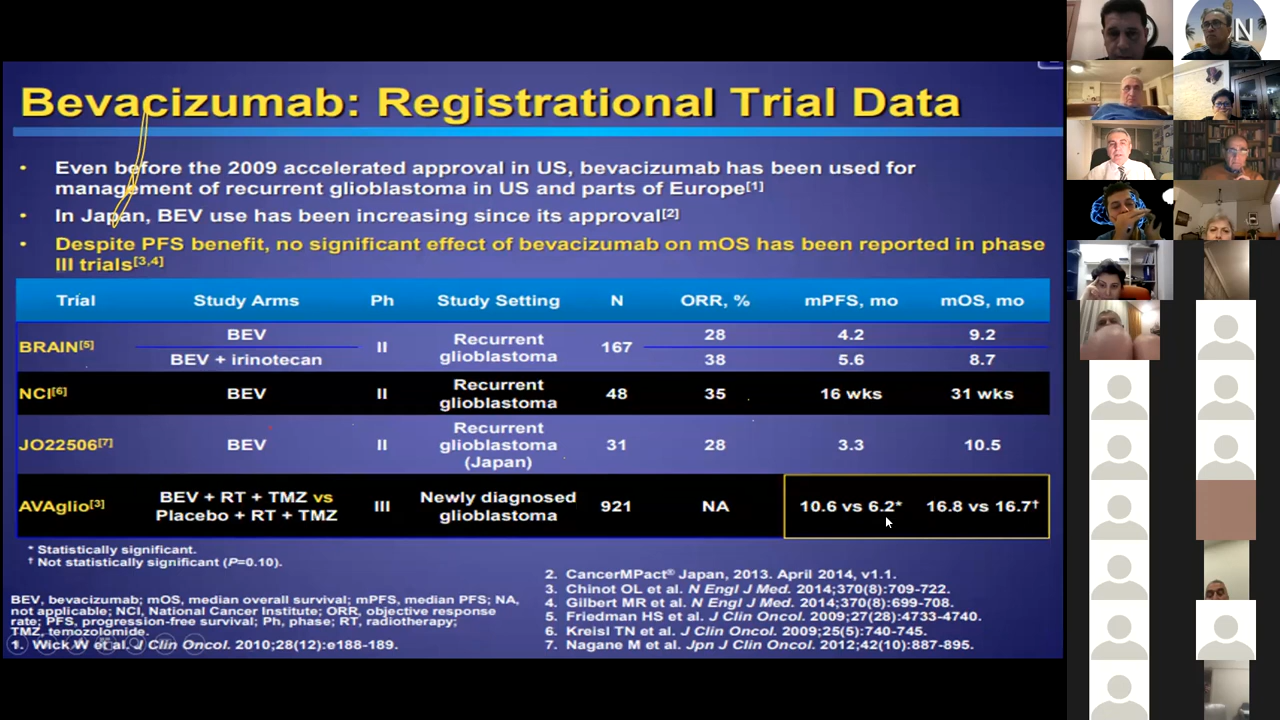 N
Bevacizumab: Registrational Trial Data
• Even before the 2009 accelerated approval in US, bevacizumab has been used for
management of recurrent glioblastoma in US and parts of Europe[1]
• In Japan, BEV use has been increasing since its approval[2]
• Despite PFS benefit, no significant effect of bevacizumab on mOS has been reported in phase
III trials[3,4]
Trial Study Arms Ph Study Setting N ORR, % mPFS, mo mOS, mo
BRAIN[5] BEV II Recurrent glioblastoma 167 28 4.2 9.2
BEV + irinotecan 38 5.6 8.7
NCI[6] BEV II Recurrent glioblastoma 48 35 16 wks 31 wks
JO22506[7] BEV II Recurrent glioblastoma (Japan) 31 28 3.3 10.5
AVAglio[3] BEV + RT + TMZ vs Placebo + RT + TMZ III Newly diagnosed glioblastoma 921 NA 10.6 vs 6.2* 16.8 vs 16.7†
* Statistically significant.
† Not statistically significant (P=0.10).
BEV, bevacizumab; mOS, median overall survival; mPFS, median PFS; NA,
not applicable; NCI, National Cancer Institute; ORR, objective response
rate; PFS, progression-free survival; Ph, phase; RT, radiotherapy;
TMZ, temozolomide.
1. Wick W et al. J Clin Oncol. 2010;28(12):e188-189.
2. CancerMPact® Japan, 2013. April 2014, v1.1.
3. Chinot OL et al. N Engl J Med. 2014;370(8):709-722.
4. Gilbert MR et al. N Engl J Med. 2014;370(8):699-708.
5. Friedman HS et al. J Clin Oncol. 2009;27(28):4733-4740.
6. Kreisl TN et al. J Clin Oncol. 2009;25(5):740-745.
7. Nagane M et al. Jpn J Clin Oncol. 2012;42(10):887-895.